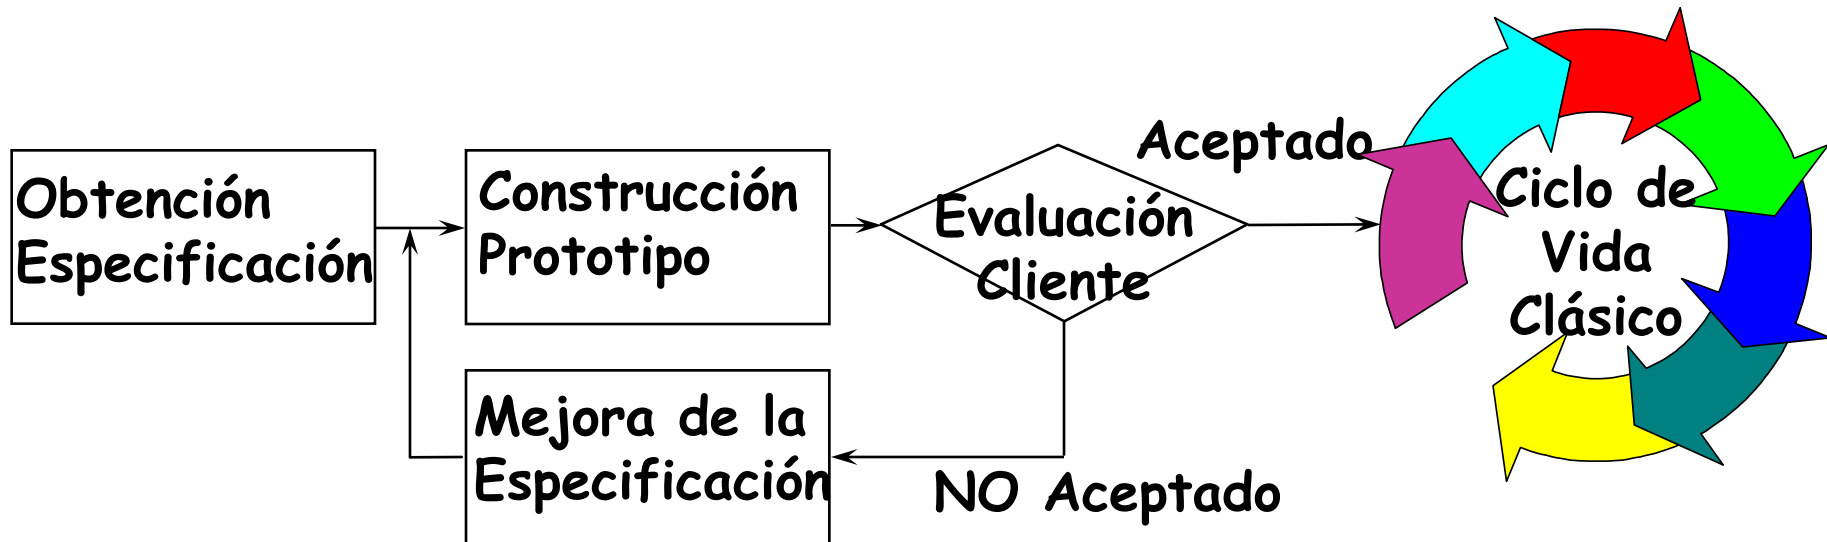 Obtención
Especificación
Construcción
Prototipo
Evaluación
Cliente
Aceptado
Ciclo de
Vida
Clásico
Mejora de la
Especificación
NO Aceptado